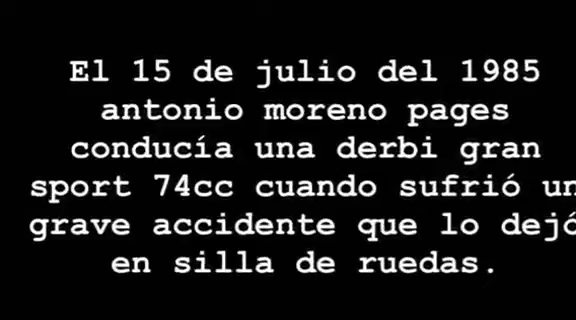 El 15 de julio del 1985
antonio moreno pages
conducía una derbi gran
sport 74cc cuando sufrió un
grave accidente que lo dejó
en silla de ruedas.